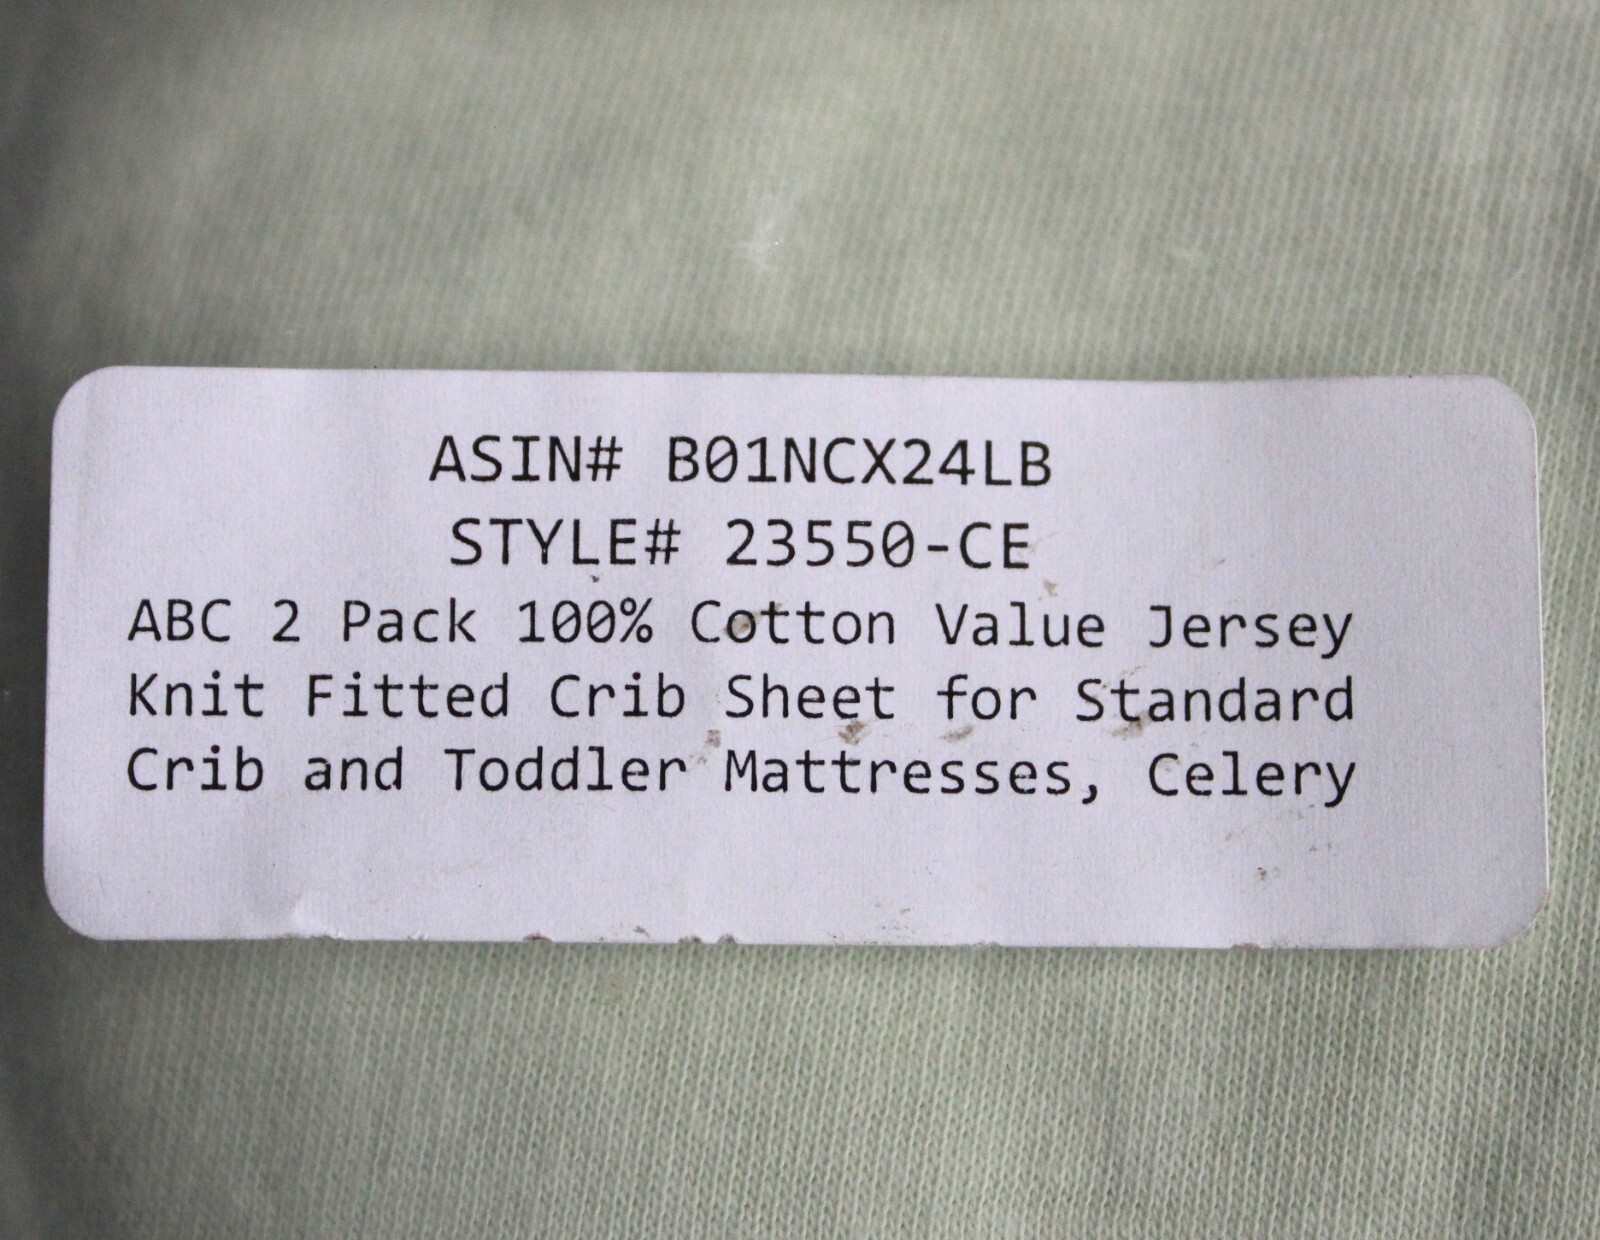 ASIN# B01NCX24LB
STYLE# 23550-CE
ABC 2 Pack 100% Cotton Value Jersey
Knit Fitted Crib Sheet for Standard
Crib and Toddler Mattresses, Celery